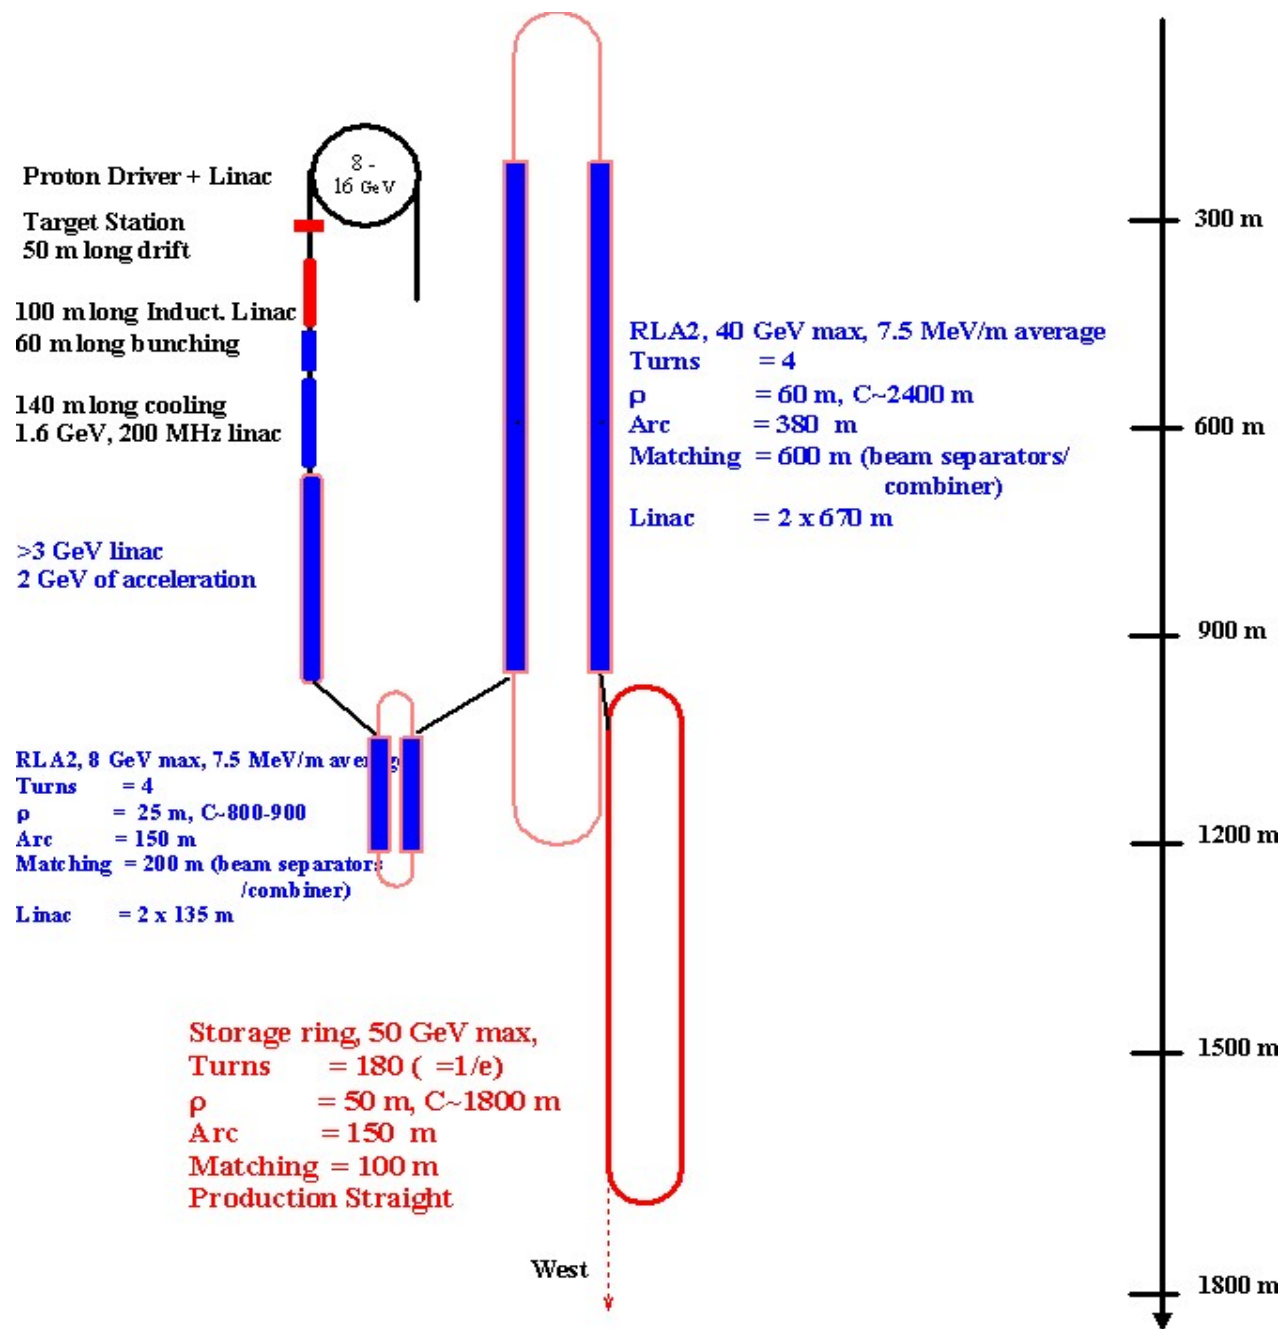 8 -
16 GeV
Proton Driver + Linac
Target Station
50 m long drift
100 m long Induct. Linac
60 m long bunching
140 m long cooling
1.6 GeV, 200 MHz linac
>3 GeV linac
2 GeV of acceleration
RLA2, 40 GeV max, 7.5 MeV/m average
Turns = 4
ρ = 60 m, C~2400 m
Arc = 380 m
Matching = 600 m (beam separators/
combiner)
Linac = 2 x 670 m
RLA2, 8 GeV max, 7.5 MeV/m average
Turns = 4
ρ = 25 m, C~800-900
Arc = 150 m
Matching = 200 m (beam separators
/combiner)
Linac = 2 x 135 m
Storage ring, 50 GeV max,
Turns = 180 ( =1/e)
ρ = 50 m, C~1800 m
Arc = 150 m
Matching = 100 m
Production Straight
West
300 m
600 m
900 m
1200 m
1500 m
1800 m